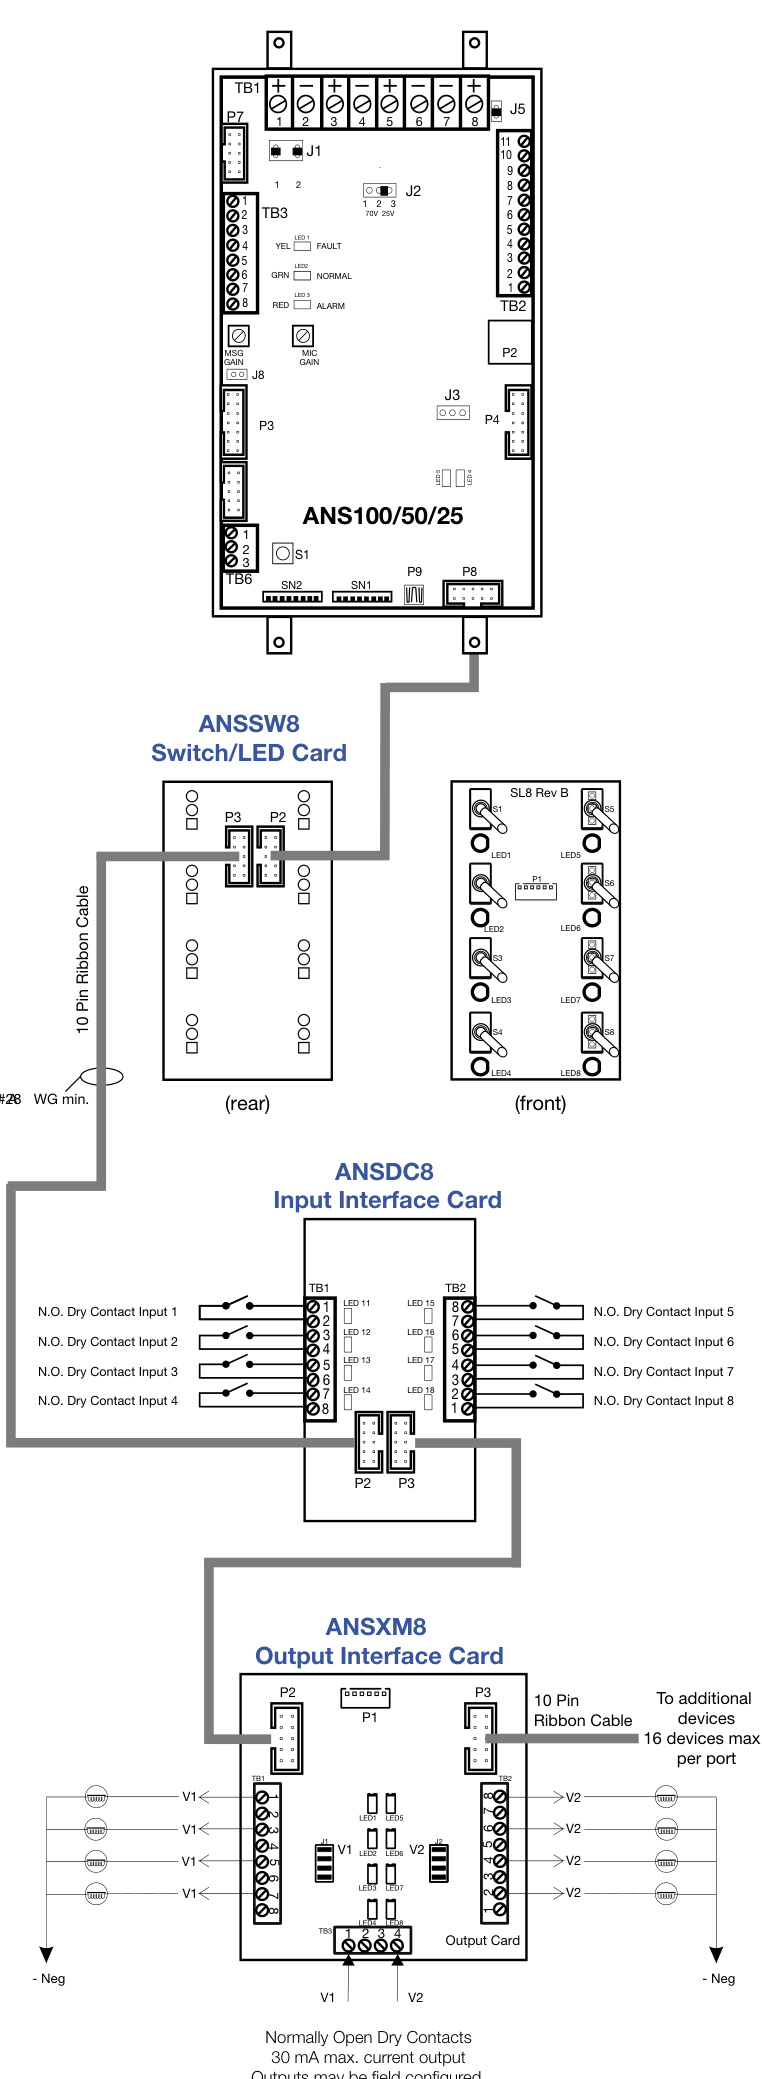 TB1
+ − + − + − − +
1 2 3 4 5 6 7 8
J5
P7
J1
1 2
J2
1 2 3
70V 25V
11
10
9
8
7
6
5
4
3
2
1
TB2
1
2
3
4
5
6
7
8
TB3
LED 1
YEL FAULT
LED2
GRN NORMAL
LED 3
RED ALARM
MSG GAIN
MIC GAIN
J8
P2
J3
P3
P4
LED 5
LED 4
ANS100/50/25
1
2
3
TB6
S1
SN2
SN1
P9
P8
ANSSW8
Switch/LED Card
P3 P2
10 Pin Ribbon Cable
WG min.
(rear)
SL8 Rev B
S1
S5
LED1
LED5
P1
S6
LED2
LED6
S3
S7
LED3
LED7
S4
S8
LED4
LED8
(front)
ANSDC8
Input Interface Card
TB1
TB2
N.O. Dry Contact Input 1
N.O. Dry Contact Input 2
N.O. Dry Contact Input 3
N.O. Dry Contact Input 4
1
2
3
4
5
6
7
8
LED 11
LED 12
LED 13
LED 14
LED 15
LED 16
LED 17
LED 18
8
7
6
5
4
3
2
1
N.O. Dry Contact Input 5
N.O. Dry Contact Input 6
N.O. Dry Contact Input 7
N.O. Dry Contact Input 8
P2
P3
ANSXM8
Output Interface Card
P2
P1
P3
10 Pin
Ribbon Cable
To additional
devices
16 devices max
per port
TB1
TB2
V1
V1
V1
V1
1
2
3
4
5
6
7
8
LED1 LED5
LED2 LED6
LED3 LED7
LED4 LED8
J1
V1
V2
J2
8
7
6
5
4
3
2
1
V2
V2
V2
V2
TB3
1 2 3 4
Output Card
- Neg
- Neg
V1
V2
Normally Open Dry Contacts
30 mA max. current output
Outputs may be field configured